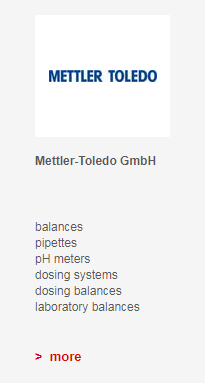 METTLER TOLEDO
Mettler-Toledo GmbH
balances
pipettes
pH meters
dosing systems
dosing balances
laboratory balances
> more